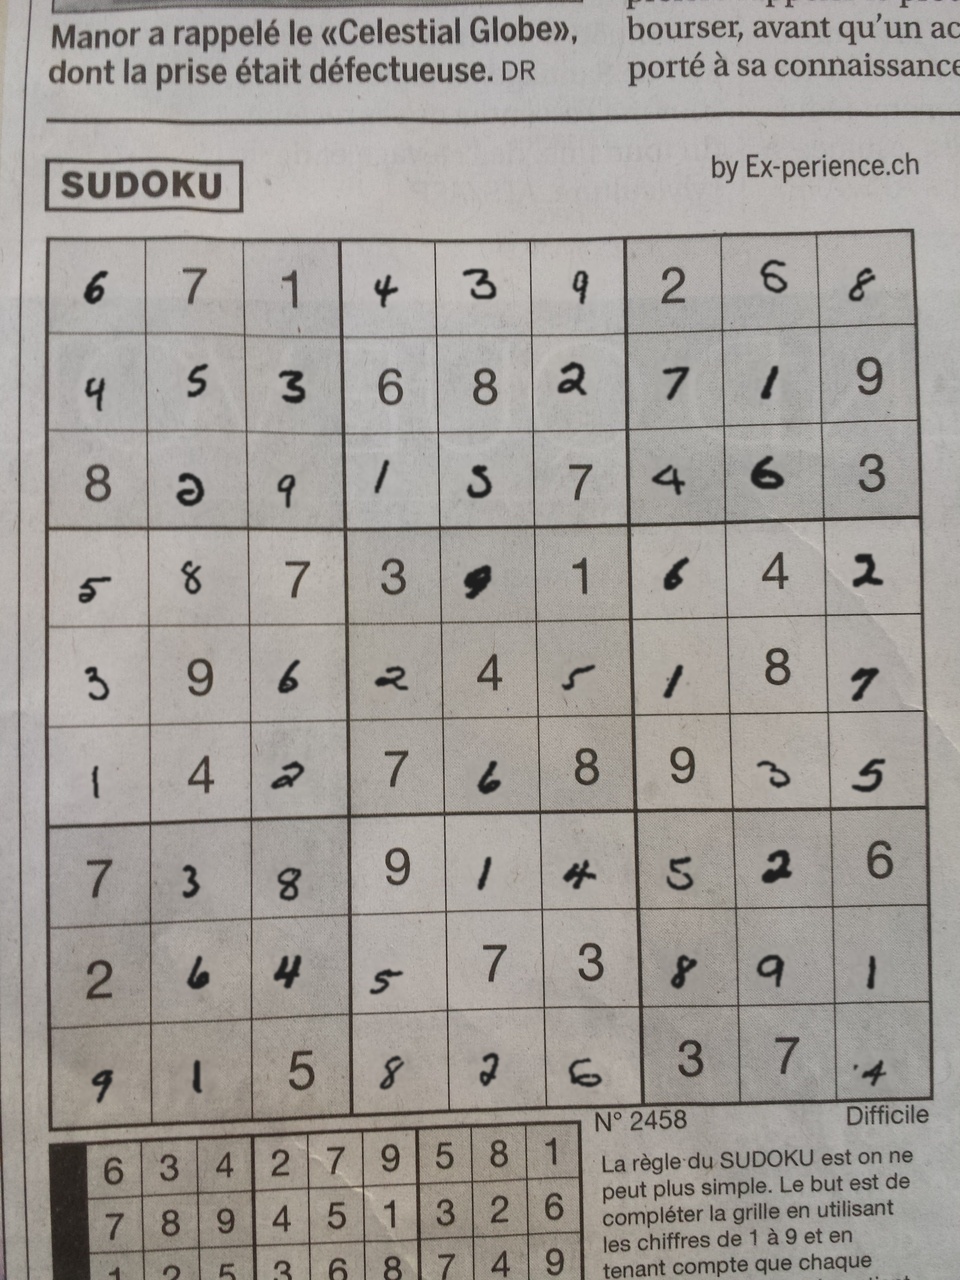 Manor a rappelé le «Celestial Globe»,
dont la prise était défectueuse. DR
bourser, avant qu'un ac
porté à sa connaissance
SUDOKU
by Ex-perience.ch
6 7 1 4 3 9 2 5 8
4 5 3 6 8 2 7 1 9
8 2 9 1 5 7 4 6 3
5 8 7 3 9 1 6 4 2
3 9 6 2 4 5 1 8 7
1 4 2 7 6 8 9 3 5
7 3 8 9 1 4 5 2 6
2 6 4 5 7 3 8 9 1
9 1 5 8 2 6 3 7 4
N° 2458
Difficile
6 3 4 2 7 9 5 8 1
7 8 9 4 5 1 3 2 6
1 2 5 3 6 8 7 4 9
La règle du SUDOKU est on ne
peut plus simple. Le but est de
compléter la grille en utilisant
les chiffres de 1 à 9 et en
tenant compte que chaque